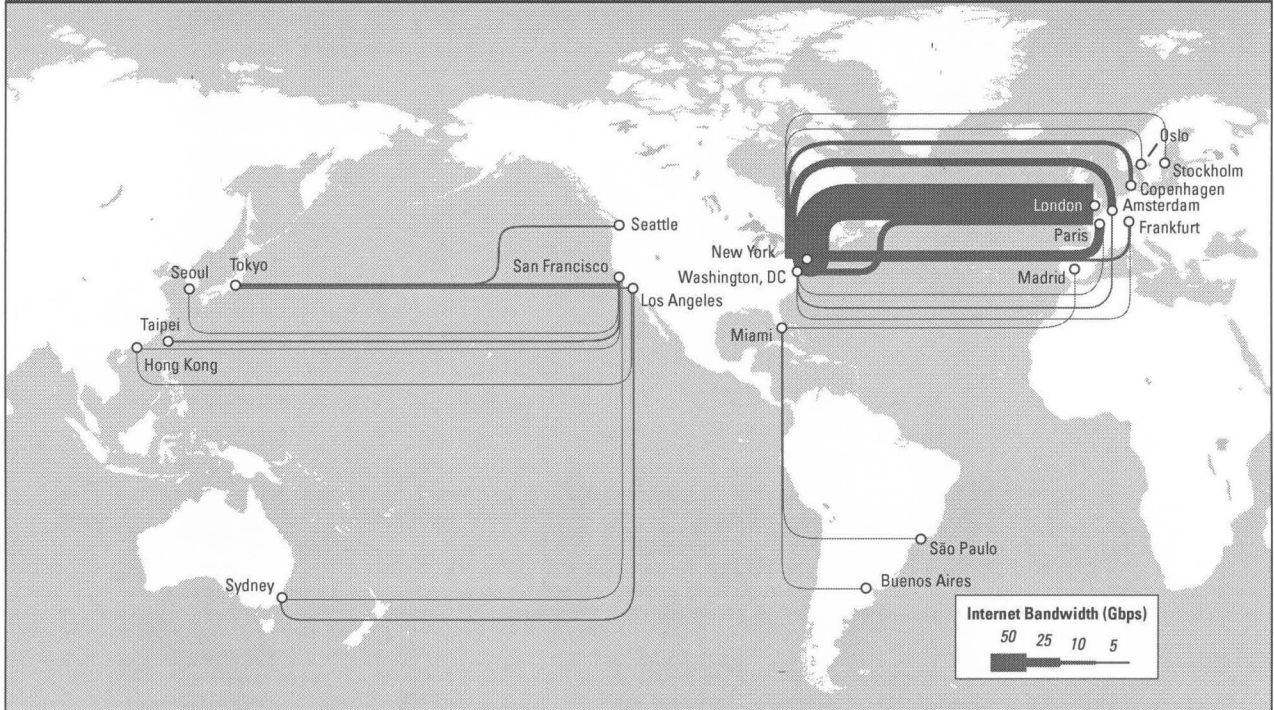 Oslo
Stockholm
Copenhagen
London
Amsterdam
Seattle
Paris
Frankfurt
New York
Seoul
Tokyo
San Francisco
Washington, DC
Madrid
Los Angeles
Taipei
Miami
Hong Kong
São Paulo
Sydney
Buenos Aires
Internet Bandwidth (Gbps)
50 25 10 5